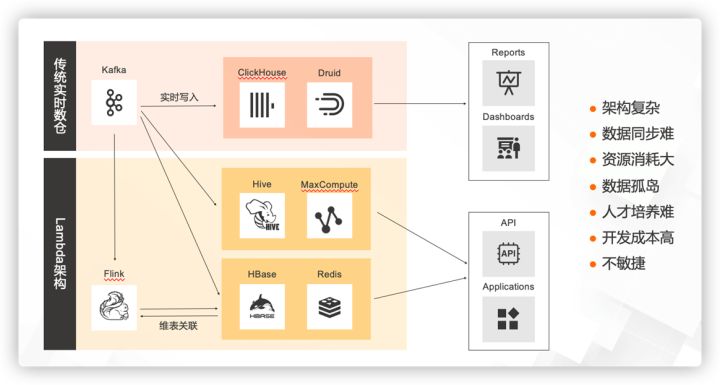 传统实时数仓
Kafka
实时写入
ClickHouse
Druid
Reports
Dashboards
Lambda架构
Hive
HIVE
MaxCompute
Flink
维表关联
HBase
HBASE
Redis
API
API
Applications
架构复杂
数据同步难
资源消耗大
数据孤岛
人才培养难
开发成本高
不敏捷